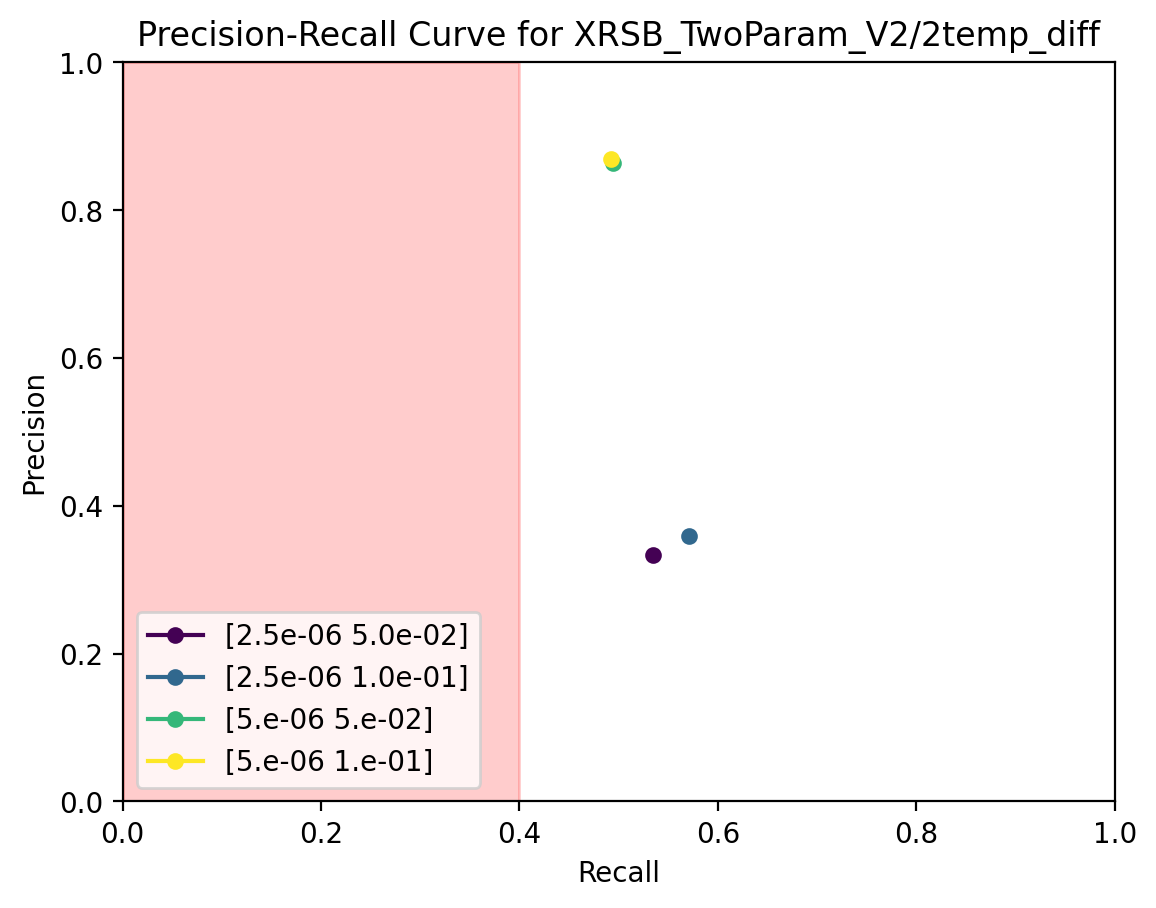 Precision-Recall Curve for XRSB_TwoParam_V2/2temp_diff
1.0
0.8
0.6
0.4
0.2
0.0
Precision
[2.5e-06 5.0e-02]
[2.5e-06 1.0e-01]
[5.e-06 5.e-02]
[5.e-06 1.e-01]
0.0 0.2 0.4 0.6 0.8 1.0
Recall